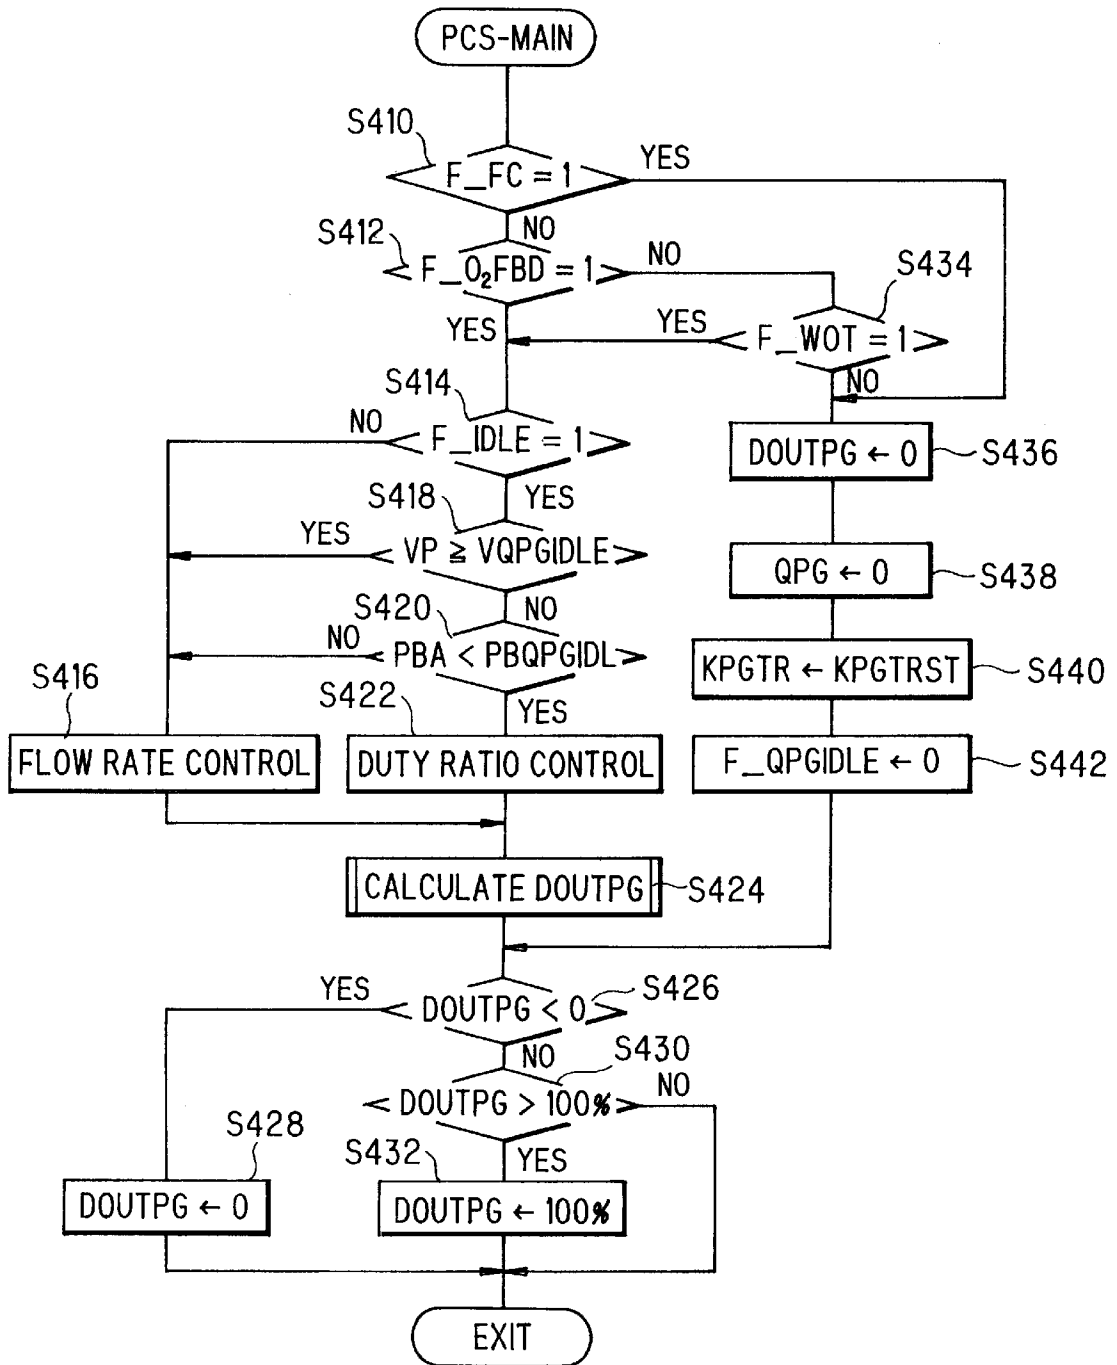 PCS-MAIN
S410
F_FC = 1
YES
NO
S412
F_O₂FBD = 1
NO
YES
S434
F_WOT = 1
YES
NO
S414
F_IDLE = 1
NO
YES
S436
DOUTPG ← 0
S418
VP ≧ VQPGIDLE
YES
NO
QPG ← 0
S438
S420
PBA < PBQPGIDL
NO
YES
KPGTR ← KPGTRST
S440
S416
FLOW RATE CONTROL
S422
DUTY RATIO CONTROL
F_QPGIDLE ← 0
S442
CALCULATE DOUTPG
S424
YES
DOUTPG < 0
S426
NO
S430
DOUTPG > 100%
NO
YES
S428
DOUTPG ← 0
S432
DOUTPG ← 100%
EXIT